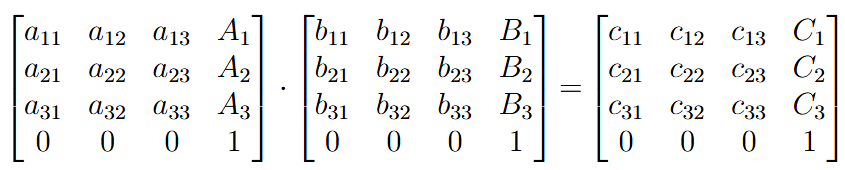 a₁₁ a₁₂ a₁₃ A₁ b₁₁ b₁₂ b₁₃ B₁ c₁₁ c₁₂ c₁₃ C₁
a₂₁ a₂₂ a₂₃ A₂ b₂₁ b₂₂ b₂₃ B₂ c₂₁ c₂₂ c₂₃ C₂
a₃₁ a₃₂ a₃₃ A₃ · b₃₁ b₃₂ b₃₃ B₃ = c₃₁ c₃₂ c₃₃ C₃
0 0 0 1 0 0 0 1 0 0 0 1